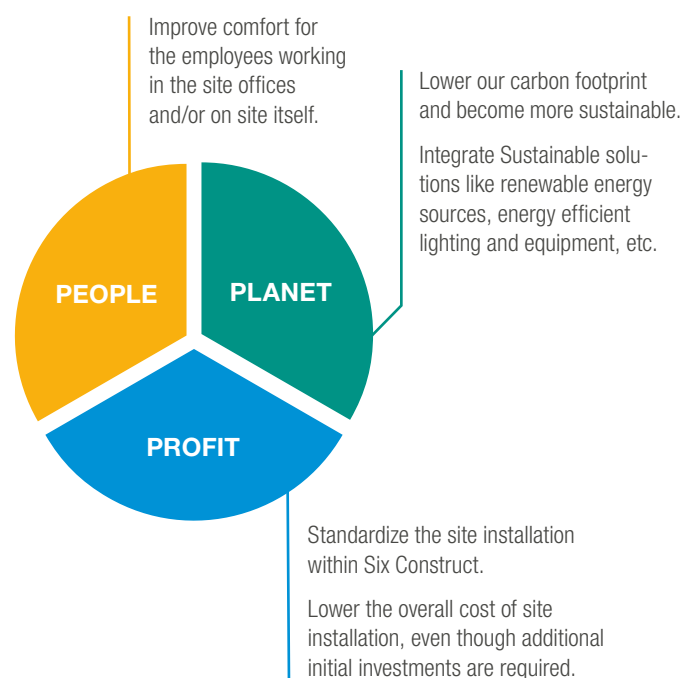 Improve comfort for
the employees working
in the site offices
and/or on site itself.
Lower our carbon footprint
and become more sustainable.
Integrate Sustainable solu-
tions like renewable energy
sources, energy efficient
lighting and equipment, etc.
PEOPLE
PLANET
PROFIT
Standardize the site installation
within Six Construct.
Lower the overall cost of site
installation, even though additional
initial investments are required.